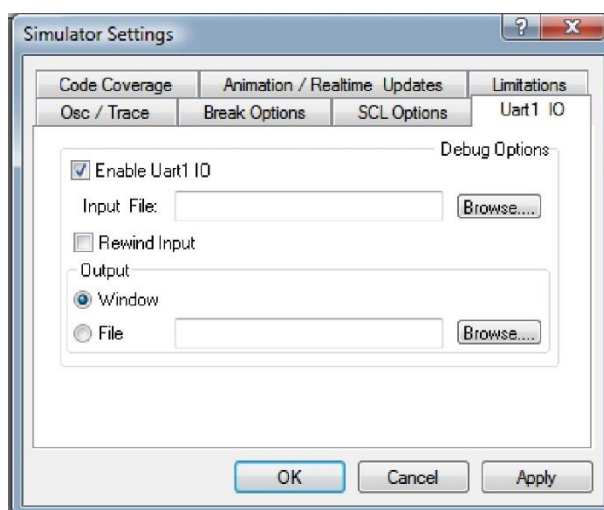 Simulator Settings
Code Coverage Animation / Realtime Updates Limitations
Osc / Trace Break Options SCL Options Uart1 IO
Debug Options
Enable Uart1 IO
Input File: Browse....
Rewind Input
Output
Window
File Browse....
OK Cancel Apply